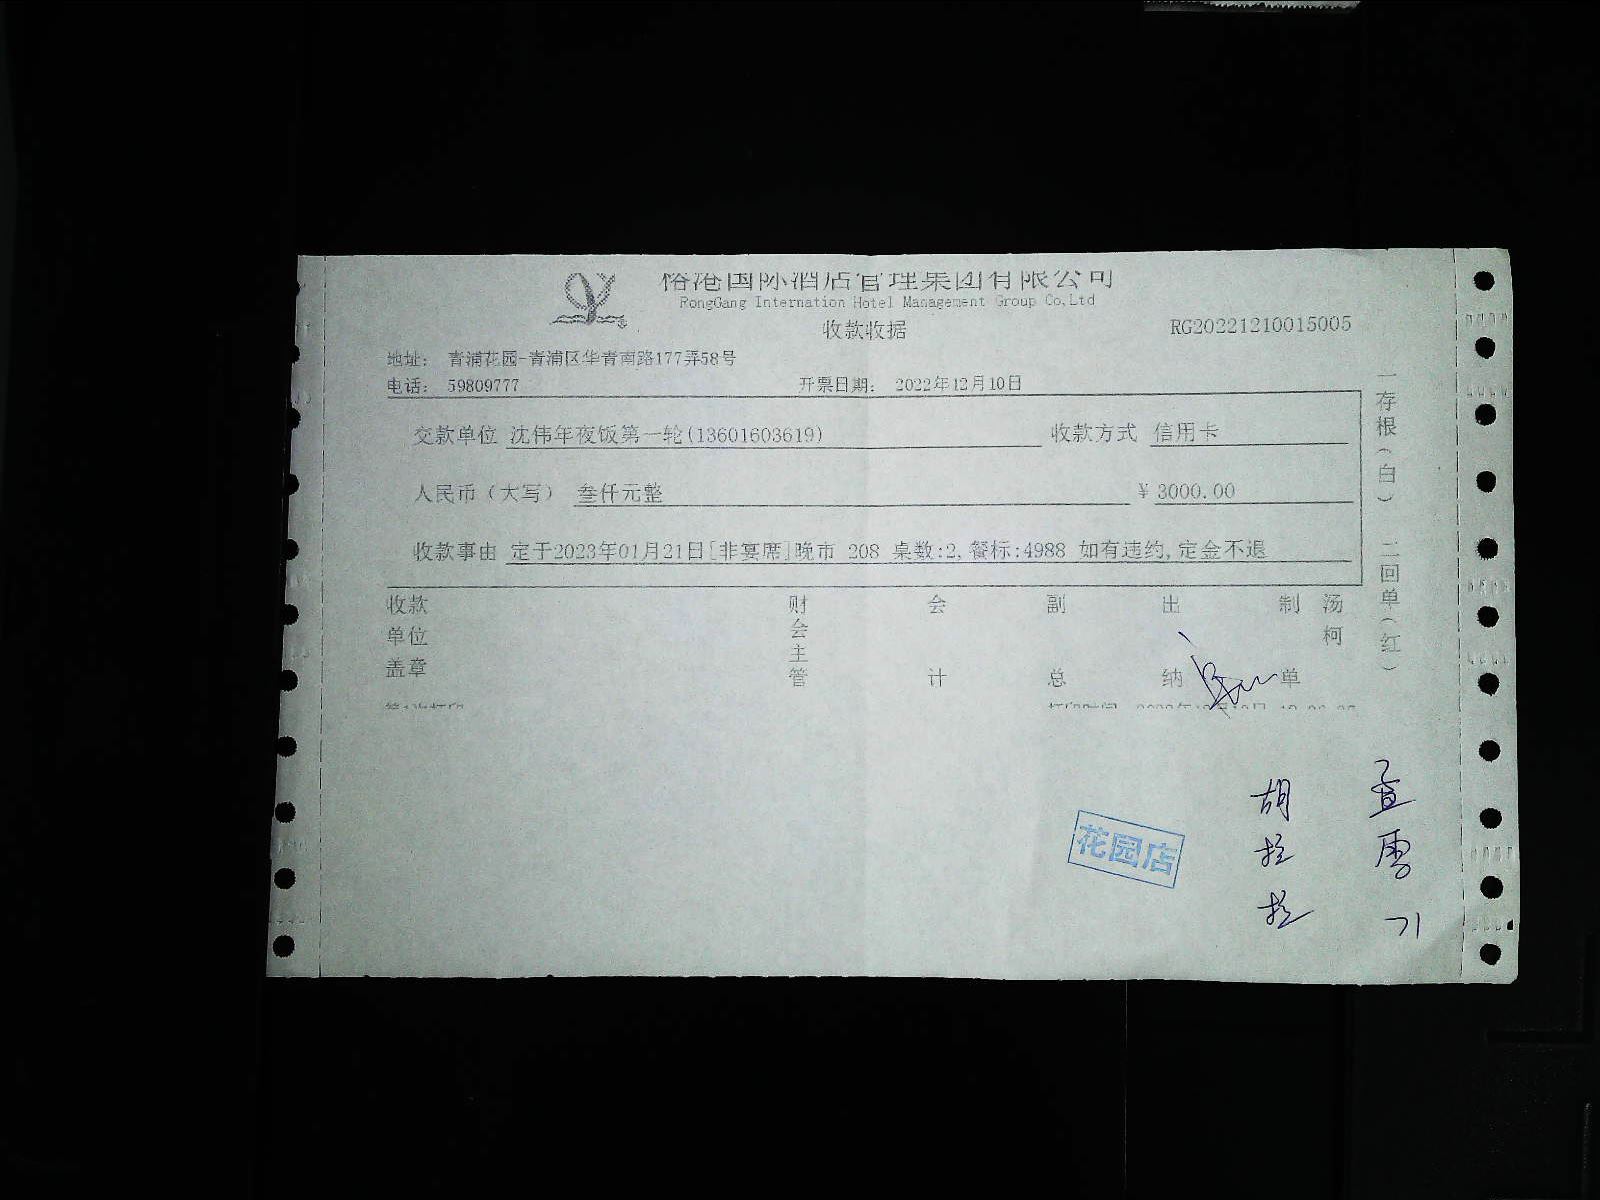 榕港国际酒店管理集团有限公司
RongGang Internation Hotel Management Group Co,Ltd
收款收据
RG20221210015005
地址: 青浦花园-青浦区华青南路177弄58号
电话: 59809777 开票日期: 2022年12月10日
交款单位 沈伟年夜饭第一轮(13601603619) 收款方式 信用卡
人民币(大写) 叁仟元整 ¥ 3000.00
收款事由 定于2023年01月21日[非宴席]晚市 208 桌数:2,餐标:4988 如有违约,定金不退
收款单位盖章 财会主管 会计 副总 出纳 制单 汤柯
一存根(白) 二回单(红)
花园店
胡拉拉